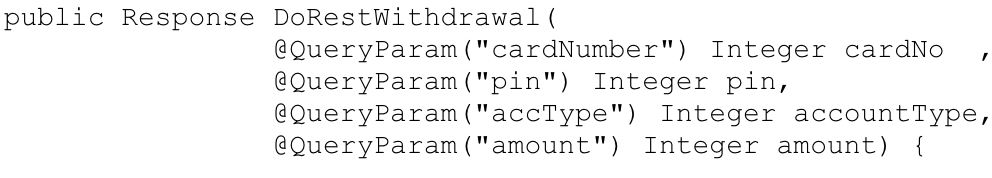 public Response DoRestWithdrawal(
@QueryParam("cardNumber") Integer cardNo ,
@QueryParam("pin") Integer pin,
@QueryParam("accType") Integer accountType,
@QueryParam("amount") Integer amount) {